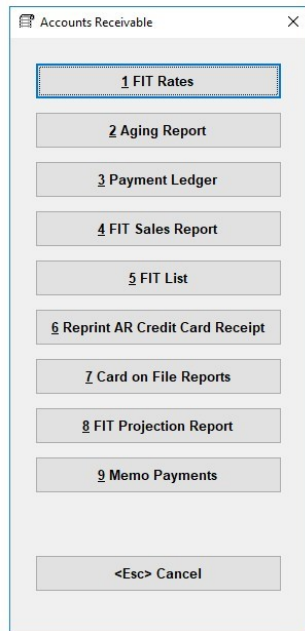 Accounts Receivable
1 FIT Rates
2 Aging Report
3 Payment Ledger
4 FIT Sales Report
5 FIT List
6 Reprint AR Credit Card Receipt
7 Card on File Reports
8 FIT Projection Report
9 Memo Payments
<Esc> Cancel